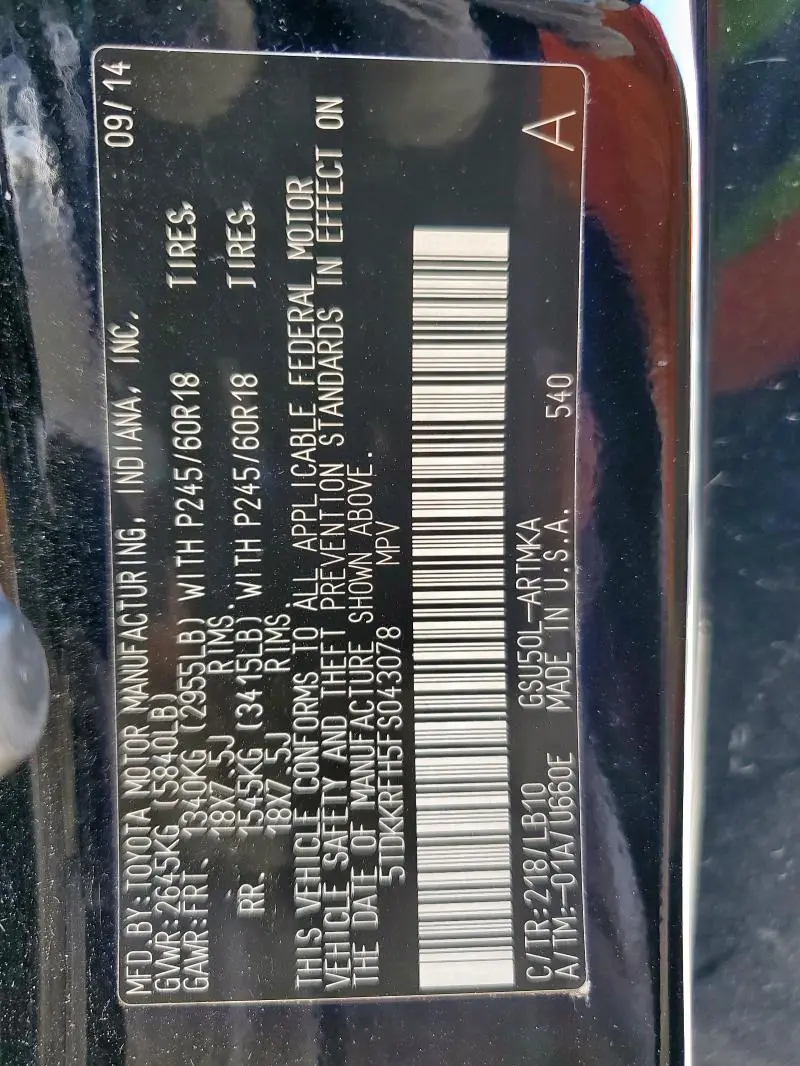 MFD.BY:TOYOTA MOTOR MANUFACTURING, INDIANA, INC. 09/14
GVWR:2645KG (5840LB)
GAWR:FRT. 1340KG (2955LB) WITH P245/60R18 TIRES,
18X7.5J RIMS.
RR. 1545KG (3415LB) WITH P245/60R18 TIRES,
18X7.5J RIMS.
THIS VEHICLE CONFORMS TO ALL APPLICABLE FEDERAL MOTOR
VEHICLE SAFETY AND THEFT PREVENTION STANDARDS IN EFFECT ON
THE DATE OF MANUFACTURE SHOWN ABOVE.
5TDKKRFH5FS043078 MPV
C/TR:218/LB10 GSU50L-ARTMKA
A/TM:-01A/U660E MADE IN U.S.A. 540 A